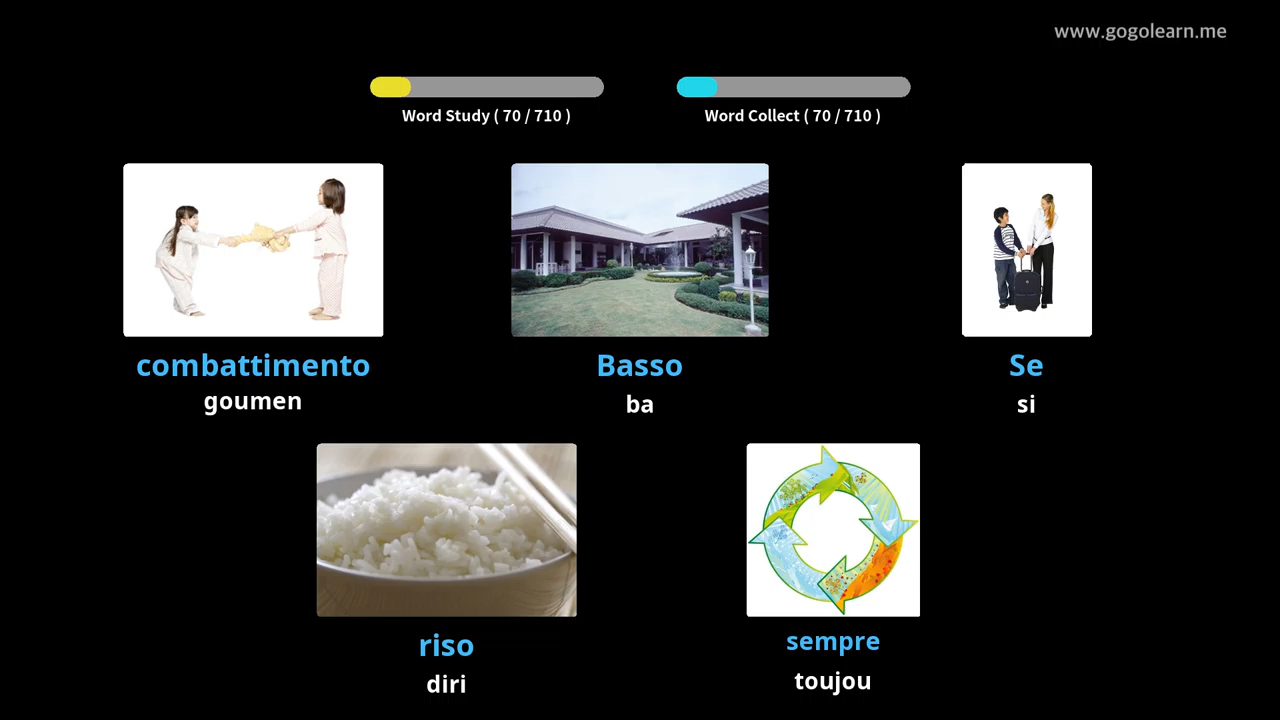 www.gogolearn.me
Word Study ( 70 / 710 )
Word Collect ( 70 / 710 )
combattimento
goumen
Basso
ba
Se
si
riso
diri
sempre
toujou